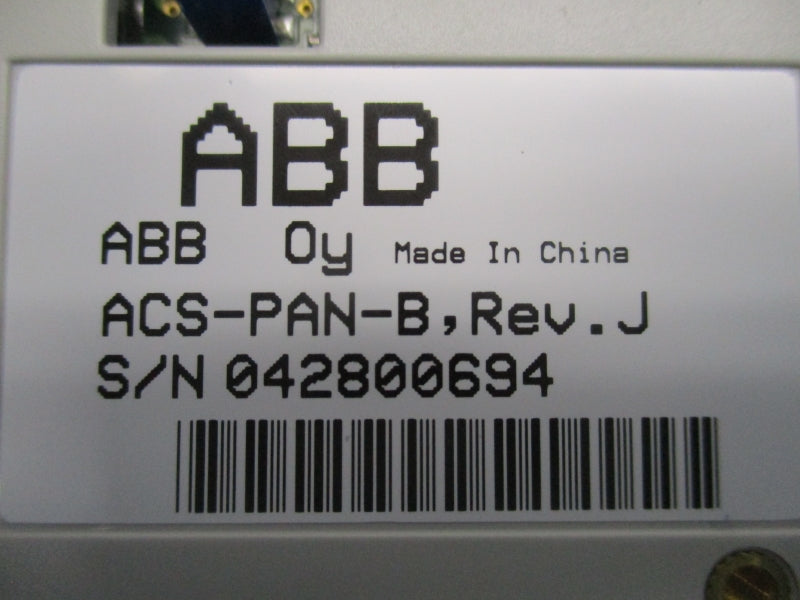 ABB
ABB Oy Made In China
ACS-PAN-B,Rev.J
S/N 042800694